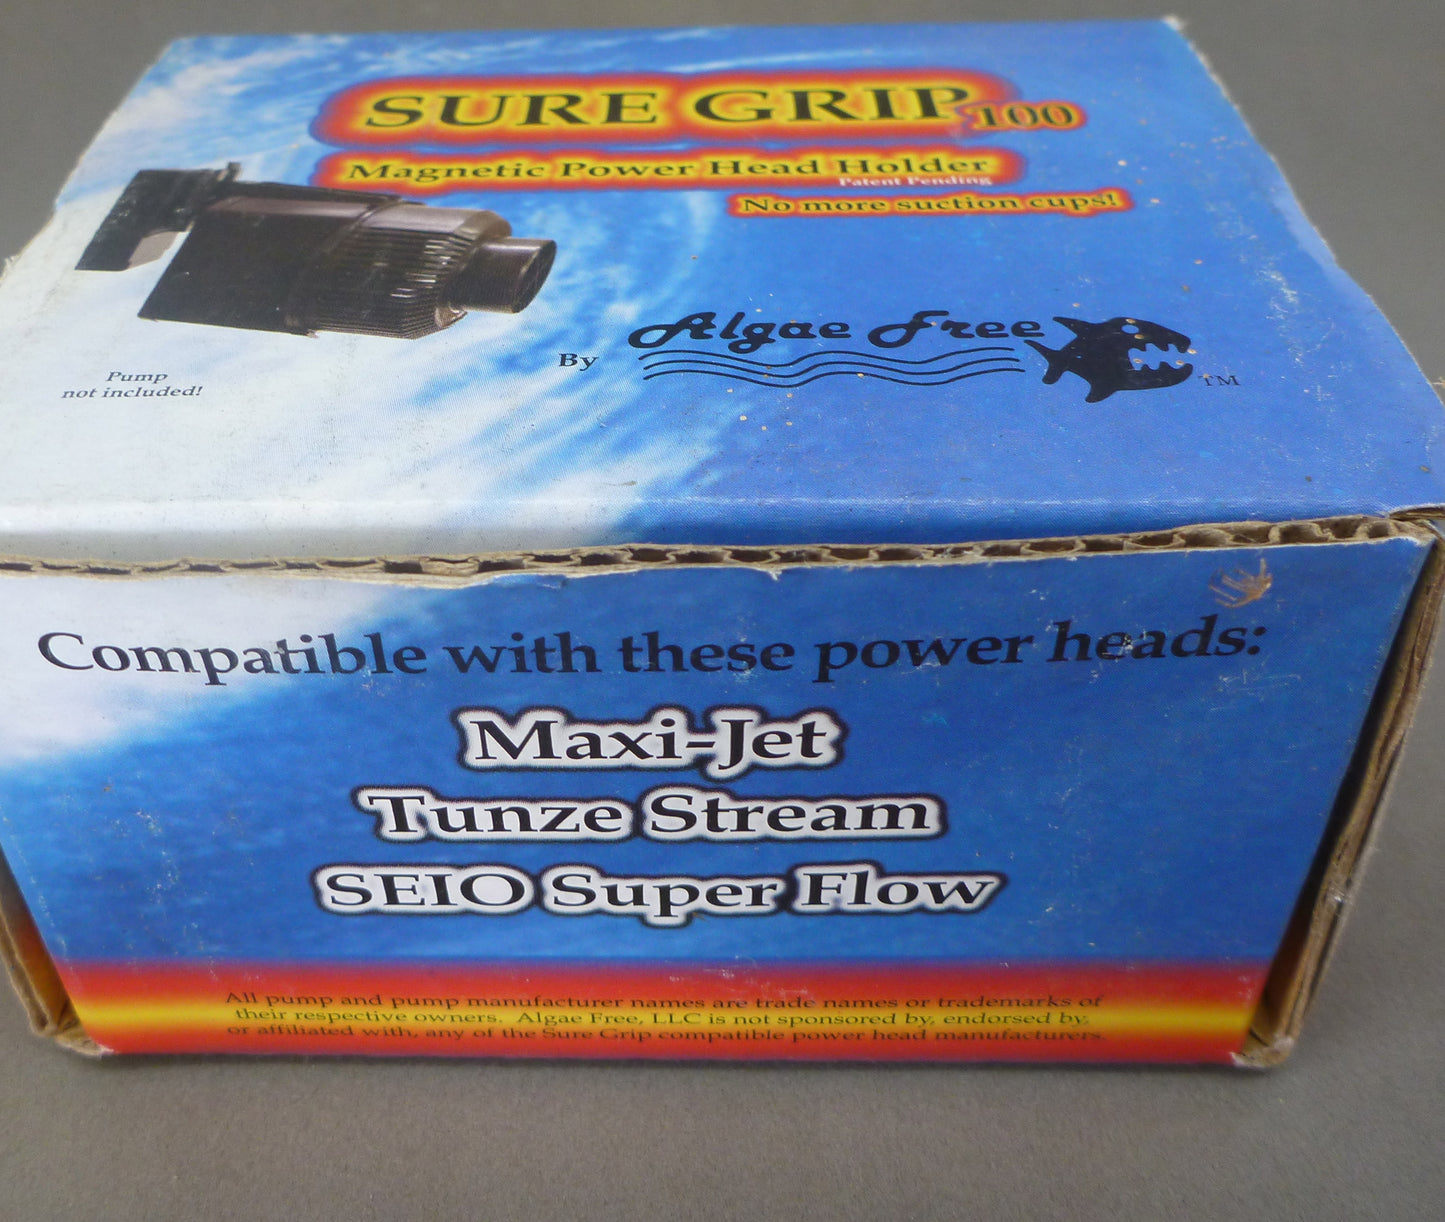 SURE GRIP 100
Magnetic Power Head Holder
Patent Pending
No more suction cups!
By Algae Free TM
Pump
not included!
Compatible with these power heads:
Maxi-Jet
Tunze Stream
SEIO Super Flow
All pump and pump manufacturer names are trade names or trademarks of
their respective owners. Algae Free, LLC is not sponsored by, endorsed by,
or affiliated with, any of the Sure Grip compatible power head manufacturers.